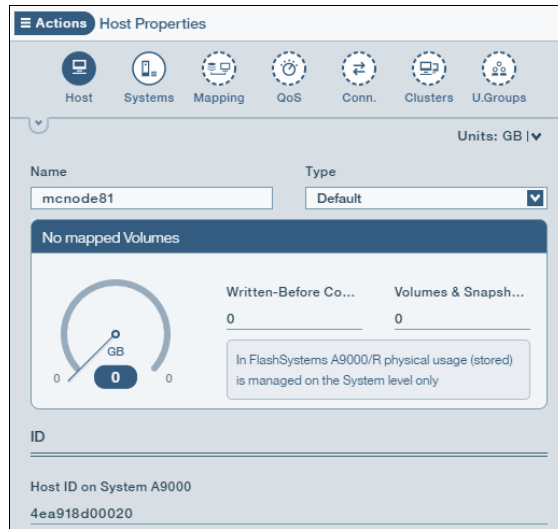 Actions Host Properties
Host Systems Mapping QoS Conn. Clusters U.Groups
Units: GB
Name Type
mcnode81 Default
No mapped Volumes
Written-Before Co... Volumes & Snapsh...
0 0
GB
0 0 0
In FlashSystems A9000/R physical usage (stored)
is managed on the System level only
ID
Host ID on System A9000
4ea918d00020